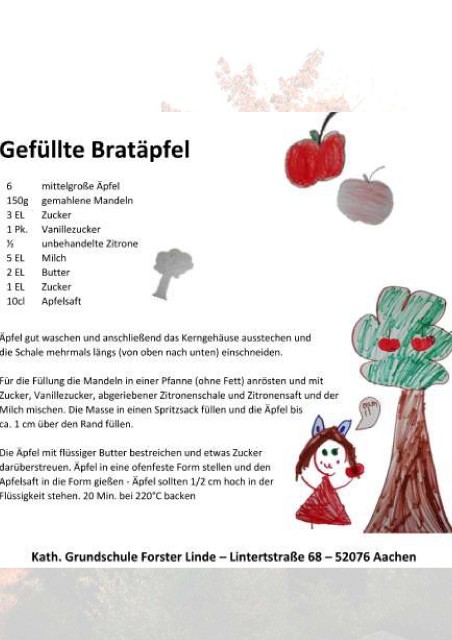 Gefüllte Bratäpfel
6 mittelgroße Äpfel
150g gemahlene Mandeln
3 EL Zucker
1 Pk. Vanillezucker
½ unbehandelte Zitrone
5 EL Milch
2 EL Butter
1 EL Zucker
10cl Apfelsaft
Äpfel gut waschen und anschließend das Kerngehäuse ausstechen und
die Schale mehrmals längs (von oben nach unten) einschneiden.
Für die Füllung die Mandeln in einer Pfanne (ohne Fett) anrösten und mit
Zucker, Vanillezucker, abgeriebener Zitronenschale und Zitronensaft und der
Milch mischen. Die Masse in einen Spritzsack füllen und die Äpfel bis
ca. 1 cm über den Rand füllen.
Die Äpfel mit flüssiger Butter bestreichen und etwas Zucker
darüberstreuen. Äpfel in eine ofenfeste Form stellen und den
Apfelsaft in die Form gießen - Äpfel sollten 1/2 cm hoch in der
Flüssigkeit stehen. 20 Min. bei 220°C backen
Kath. Grundschule Forster Linde – Lintertstraße 68 – 52076 Aachen